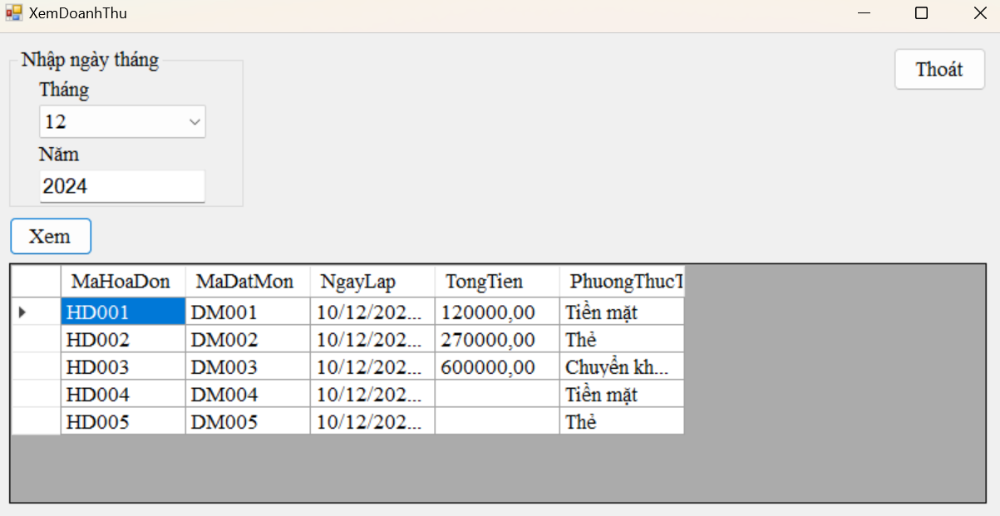 XemDoanhThu
Nhập ngày tháng
Thoát
Tháng
12
Năm
2024
Xem
MaHoaDon MaDatMon NgayLap TongTien PhuongThucT
HD001 DM001 10/12/202... 120000,00 Tiền mặt
HD002 DM002 10/12/202... 270000,00 Thẻ
HD003 DM003 10/12/202... 600000,00 Chuyển kh...
HD004 DM004 10/12/202... Tiền mặt
HD005 DM005 10/12/202... Thẻ